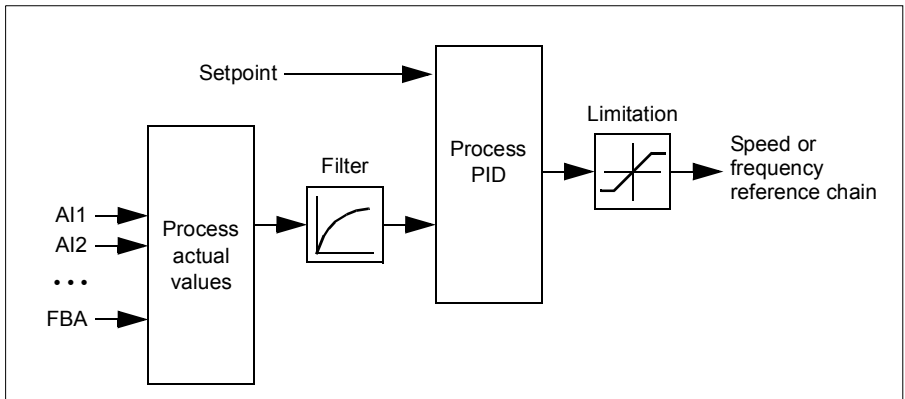 Setpoint
Process
PID
Limitation
Speed or
frequency
reference chain
Filter
AI1
AI2
• • •
FBA
Process
actual
values